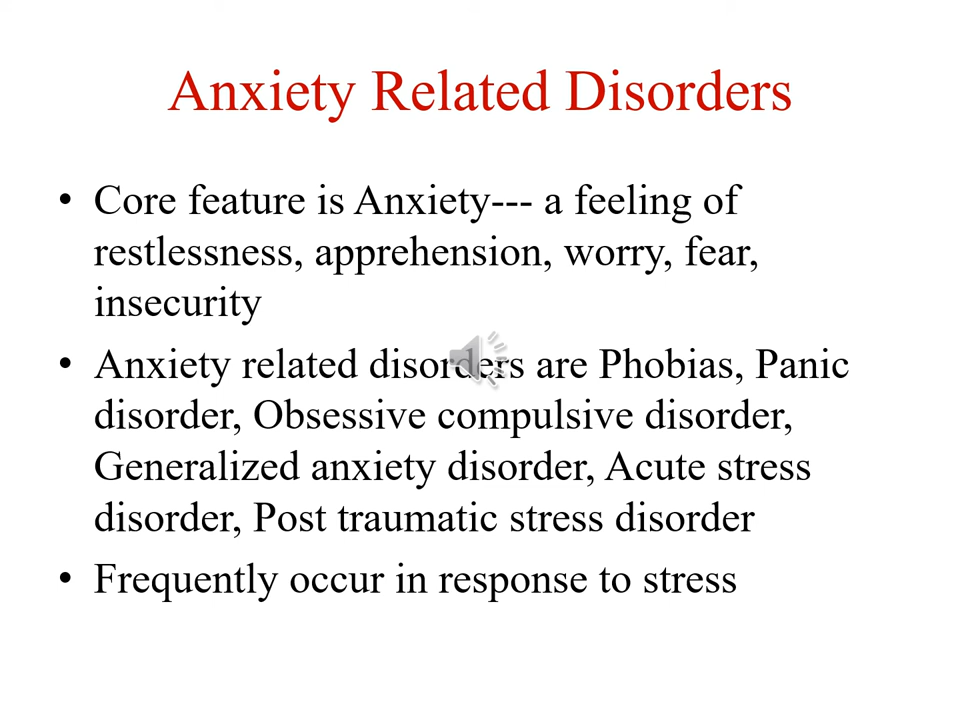 Anxiety Related Disorders
• Core feature is Anxiety--- a feeling of
restlessness, apprehension, worry, fear,
insecurity
• Anxiety related disorders are Phobias, Panic
disorder, Obsessive compulsive disorder,
Generalized anxiety disorder, Acute stress
disorder, Post traumatic stress disorder
• Frequently occur in response to stress